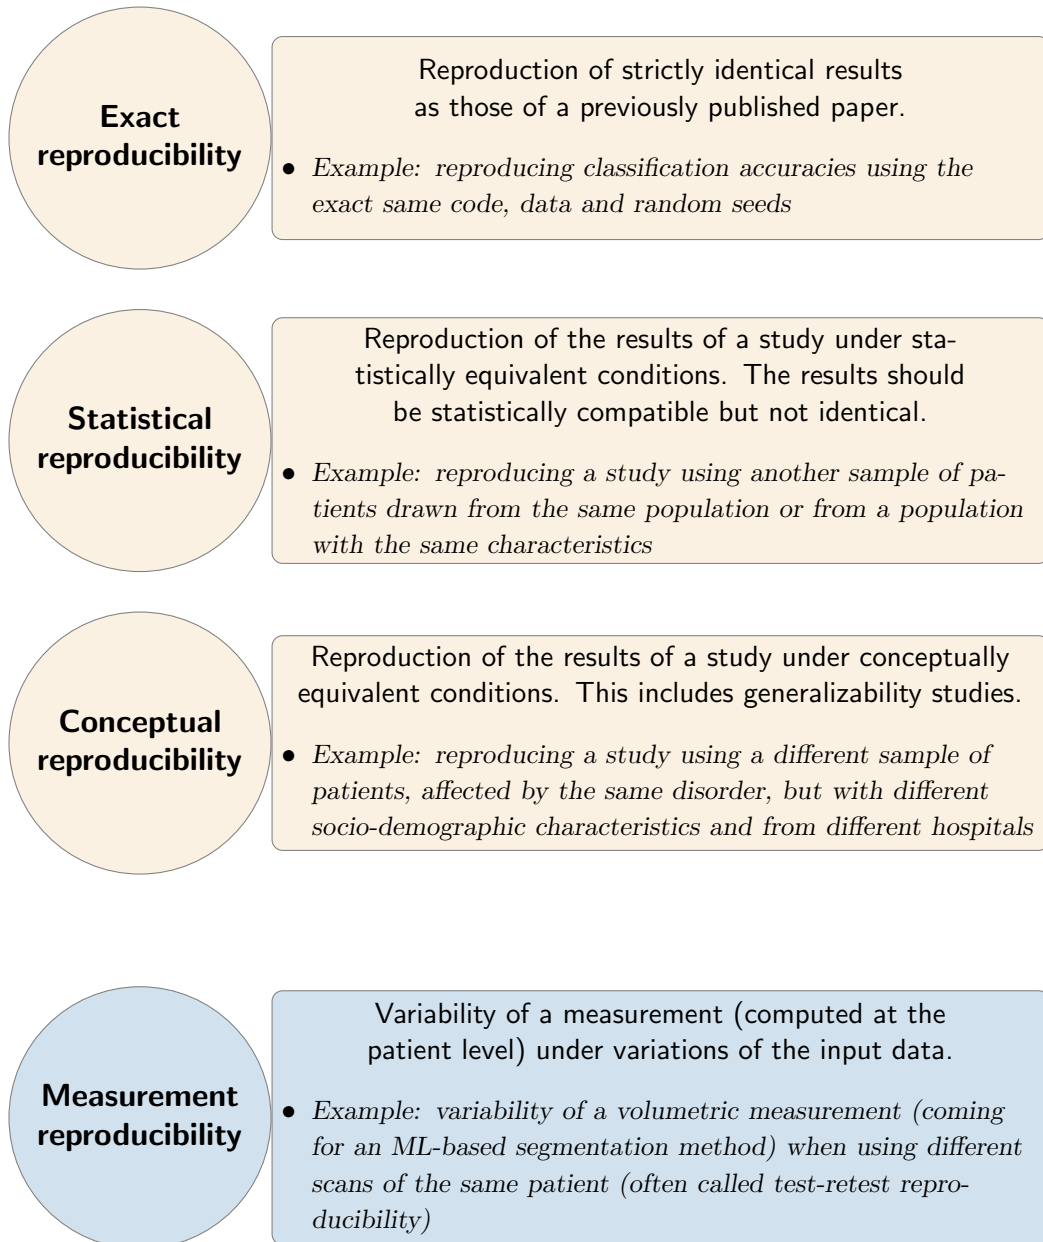 Exact
reproducibility
Reproduction of strictly identical results
as those of a previously published paper.
• Example: reproducing classification accuracies using the
exact same code, data and random seeds
Statistical
reproducibility
Reproduction of the results of a study under sta-
tistically equivalent conditions. The results should
be statistically compatible but not identical.
• Example: reproducing a study using another sample of pa-
tients drawn from the same population or from a population
with the same characteristics
Conceptual
reproducibility
Reproduction of the results of a study under conceptually
equivalent conditions. This includes generalizability studies.
• Example: reproducing a study using a different sample of
patients, affected by the same disorder, but with different
socio-demographic characteristics and from different hospitals
Measurement
reproducibility
Variability of a measurement (computed at the
patient level) under variations of the input data.
• Example: variability of a volumetric measurement (coming
for an ML-based segmentation method) when using different
scans of the same patient (often called test-retest repro-
ducibility)